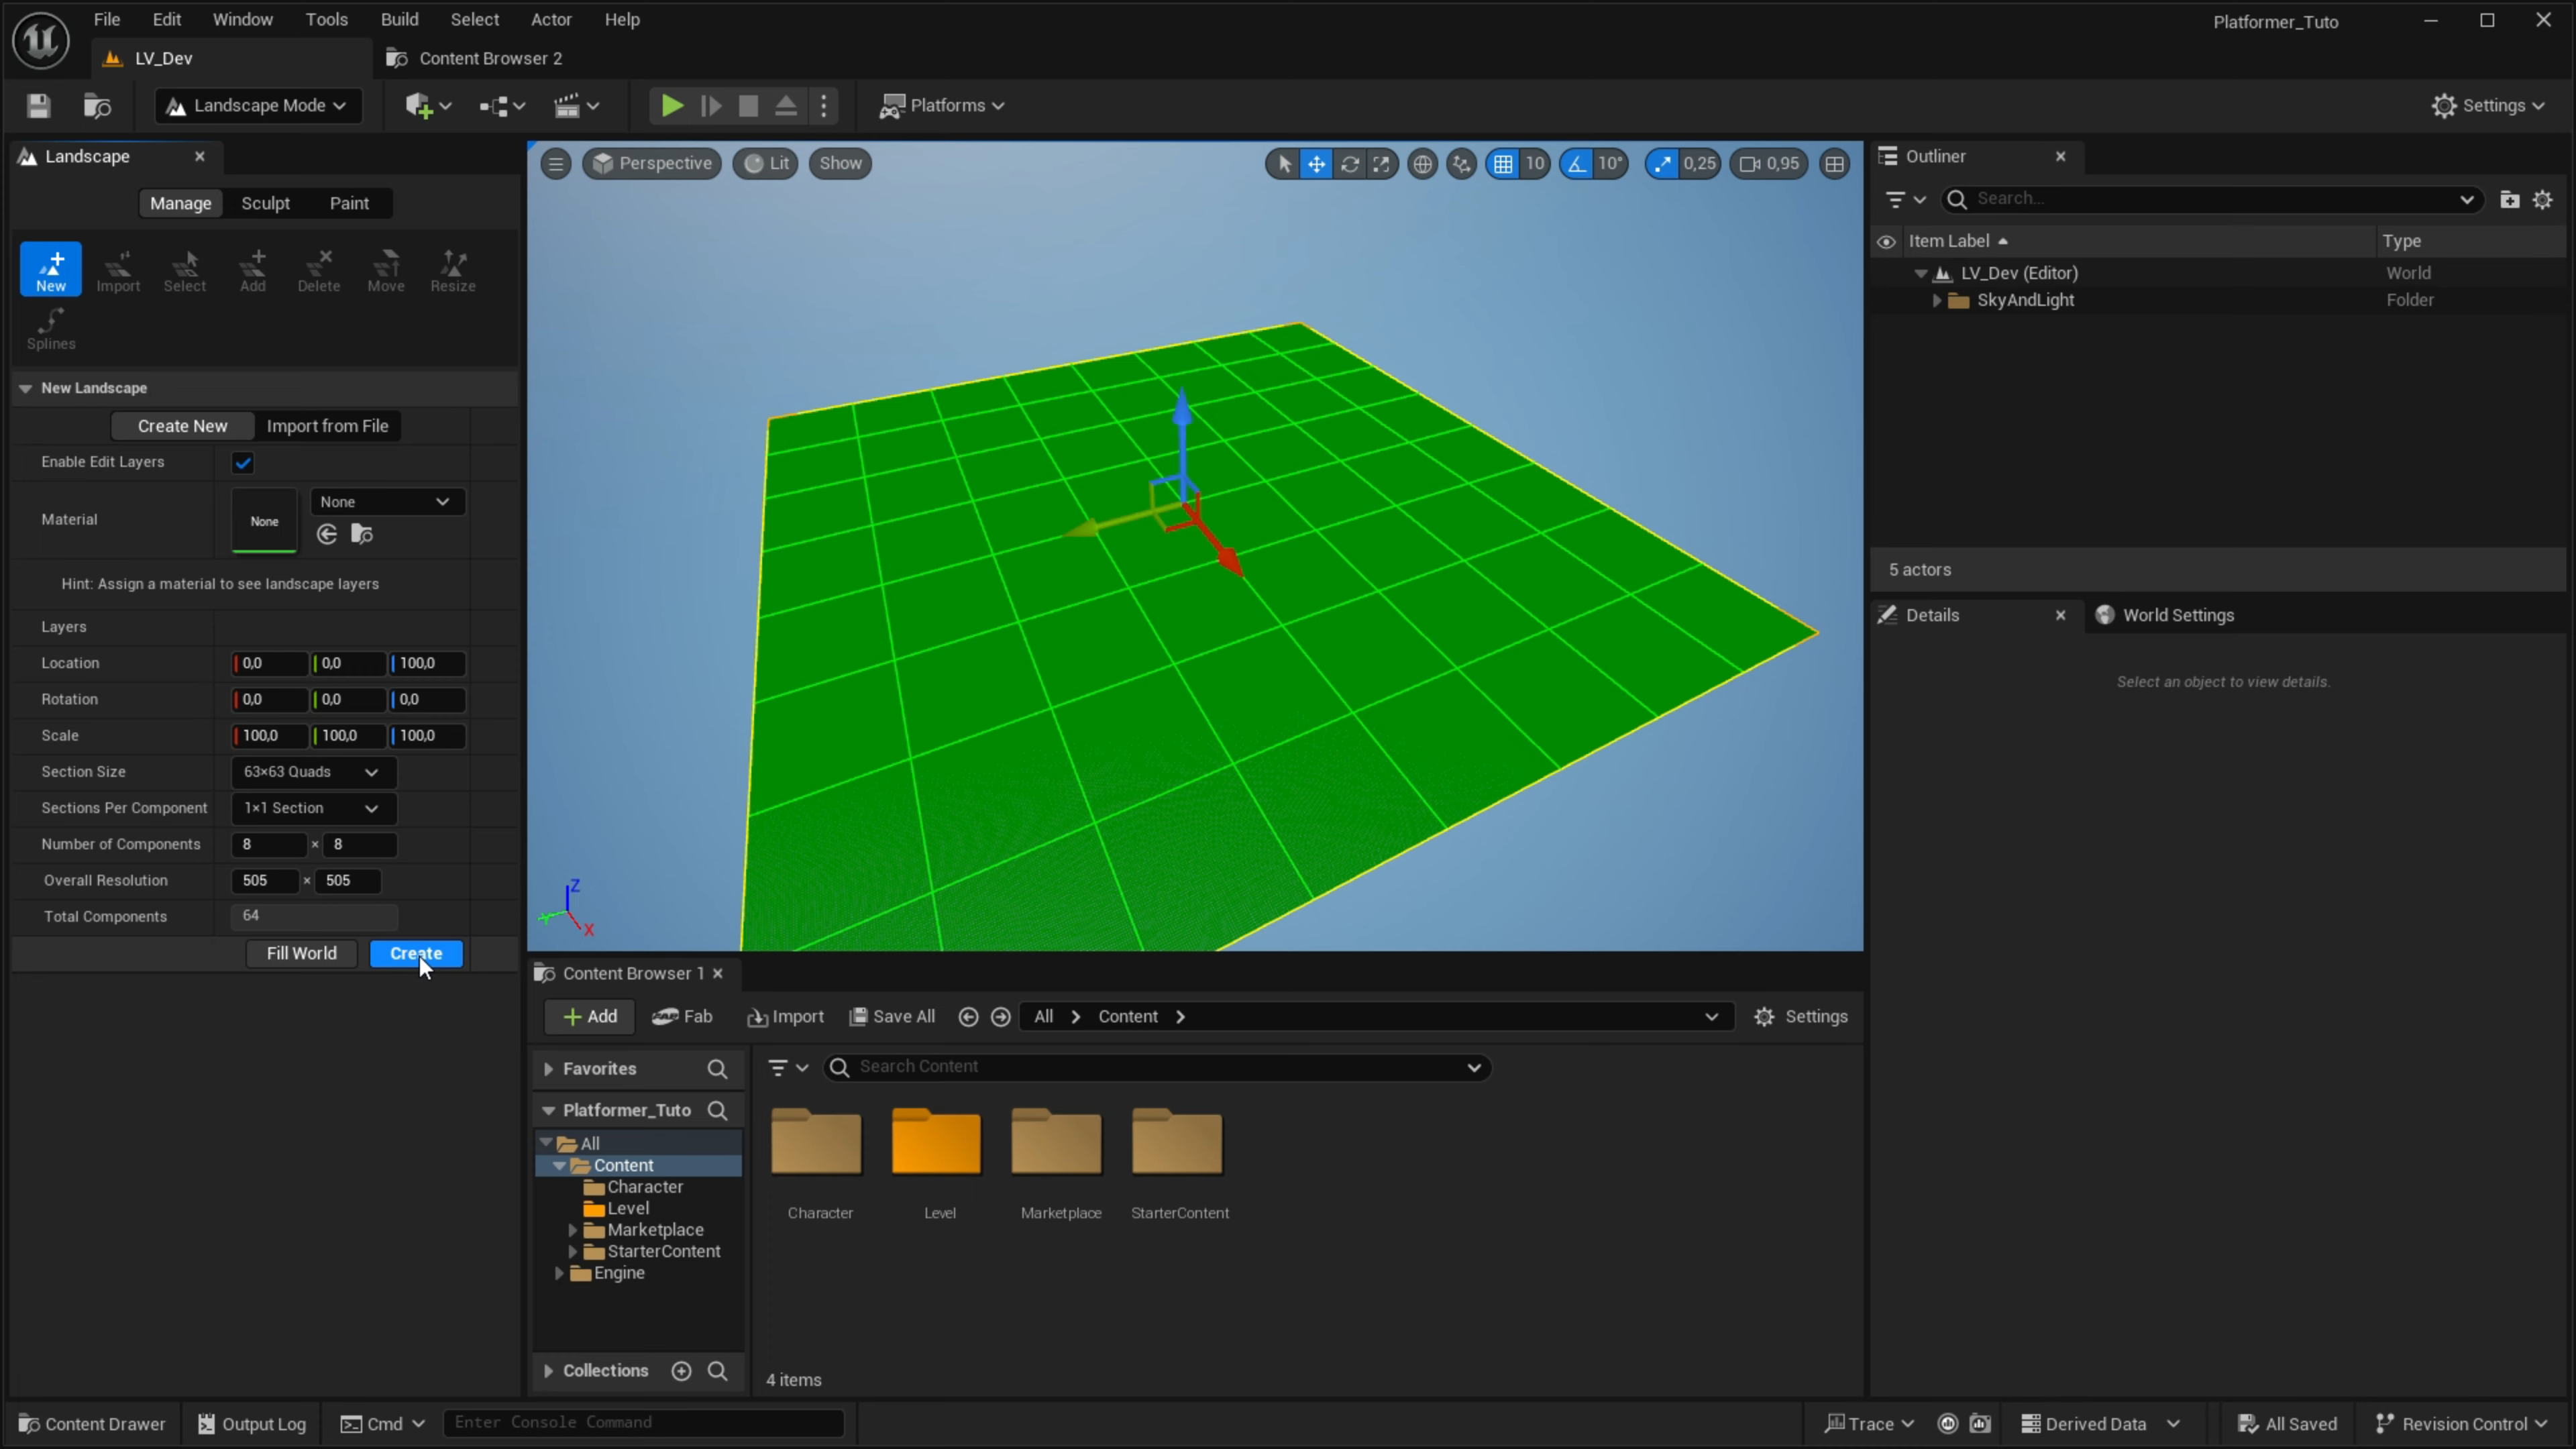 File Edit Window Tools Build Select Actor Help
Platformer_Tuto
LV_Dev
Content Browser 2
Landscape Mode
Platforms
Settings
Landscape
Manage Sculpt Paint
New Import Select Add Delete Move Resize
Splines
New Landscape
Create New Import from File
Enable Edit Layers
Material
None
None
Hint: Assign a material to see landscape layers
Layers
Location 0,0 0,0 100,0
Rotation 0,0 0,0 0,0
Scale 100,0 100,0 100,0
Section Size 63×63 Quads
Sections Per Component 1×1 Section
Number of Components 8 × 8
Overall Resolution 505 × 505
Total Components 64
Fill World Create
Perspective Lit Show
10 10° 0,25 0,95
Z
Y
X
Outliner
Search...
Item Label Type
LV_Dev (Editor) World
SkyAndLight Folder
5 actors
Details World Settings
Select an object to view details.
Content Browser 1
Add Fab Import Save All All Content Settings
Favorites
Platformer_Tuto
All
Content
Character
Level
Marketplace
StarterContent
Engine
Collections
Search Content
Character Level Marketplace StarterContent
4 items
Content Drawer Output Log Cmd Enter Console Command
Trace Derived Data All Saved Revision Control